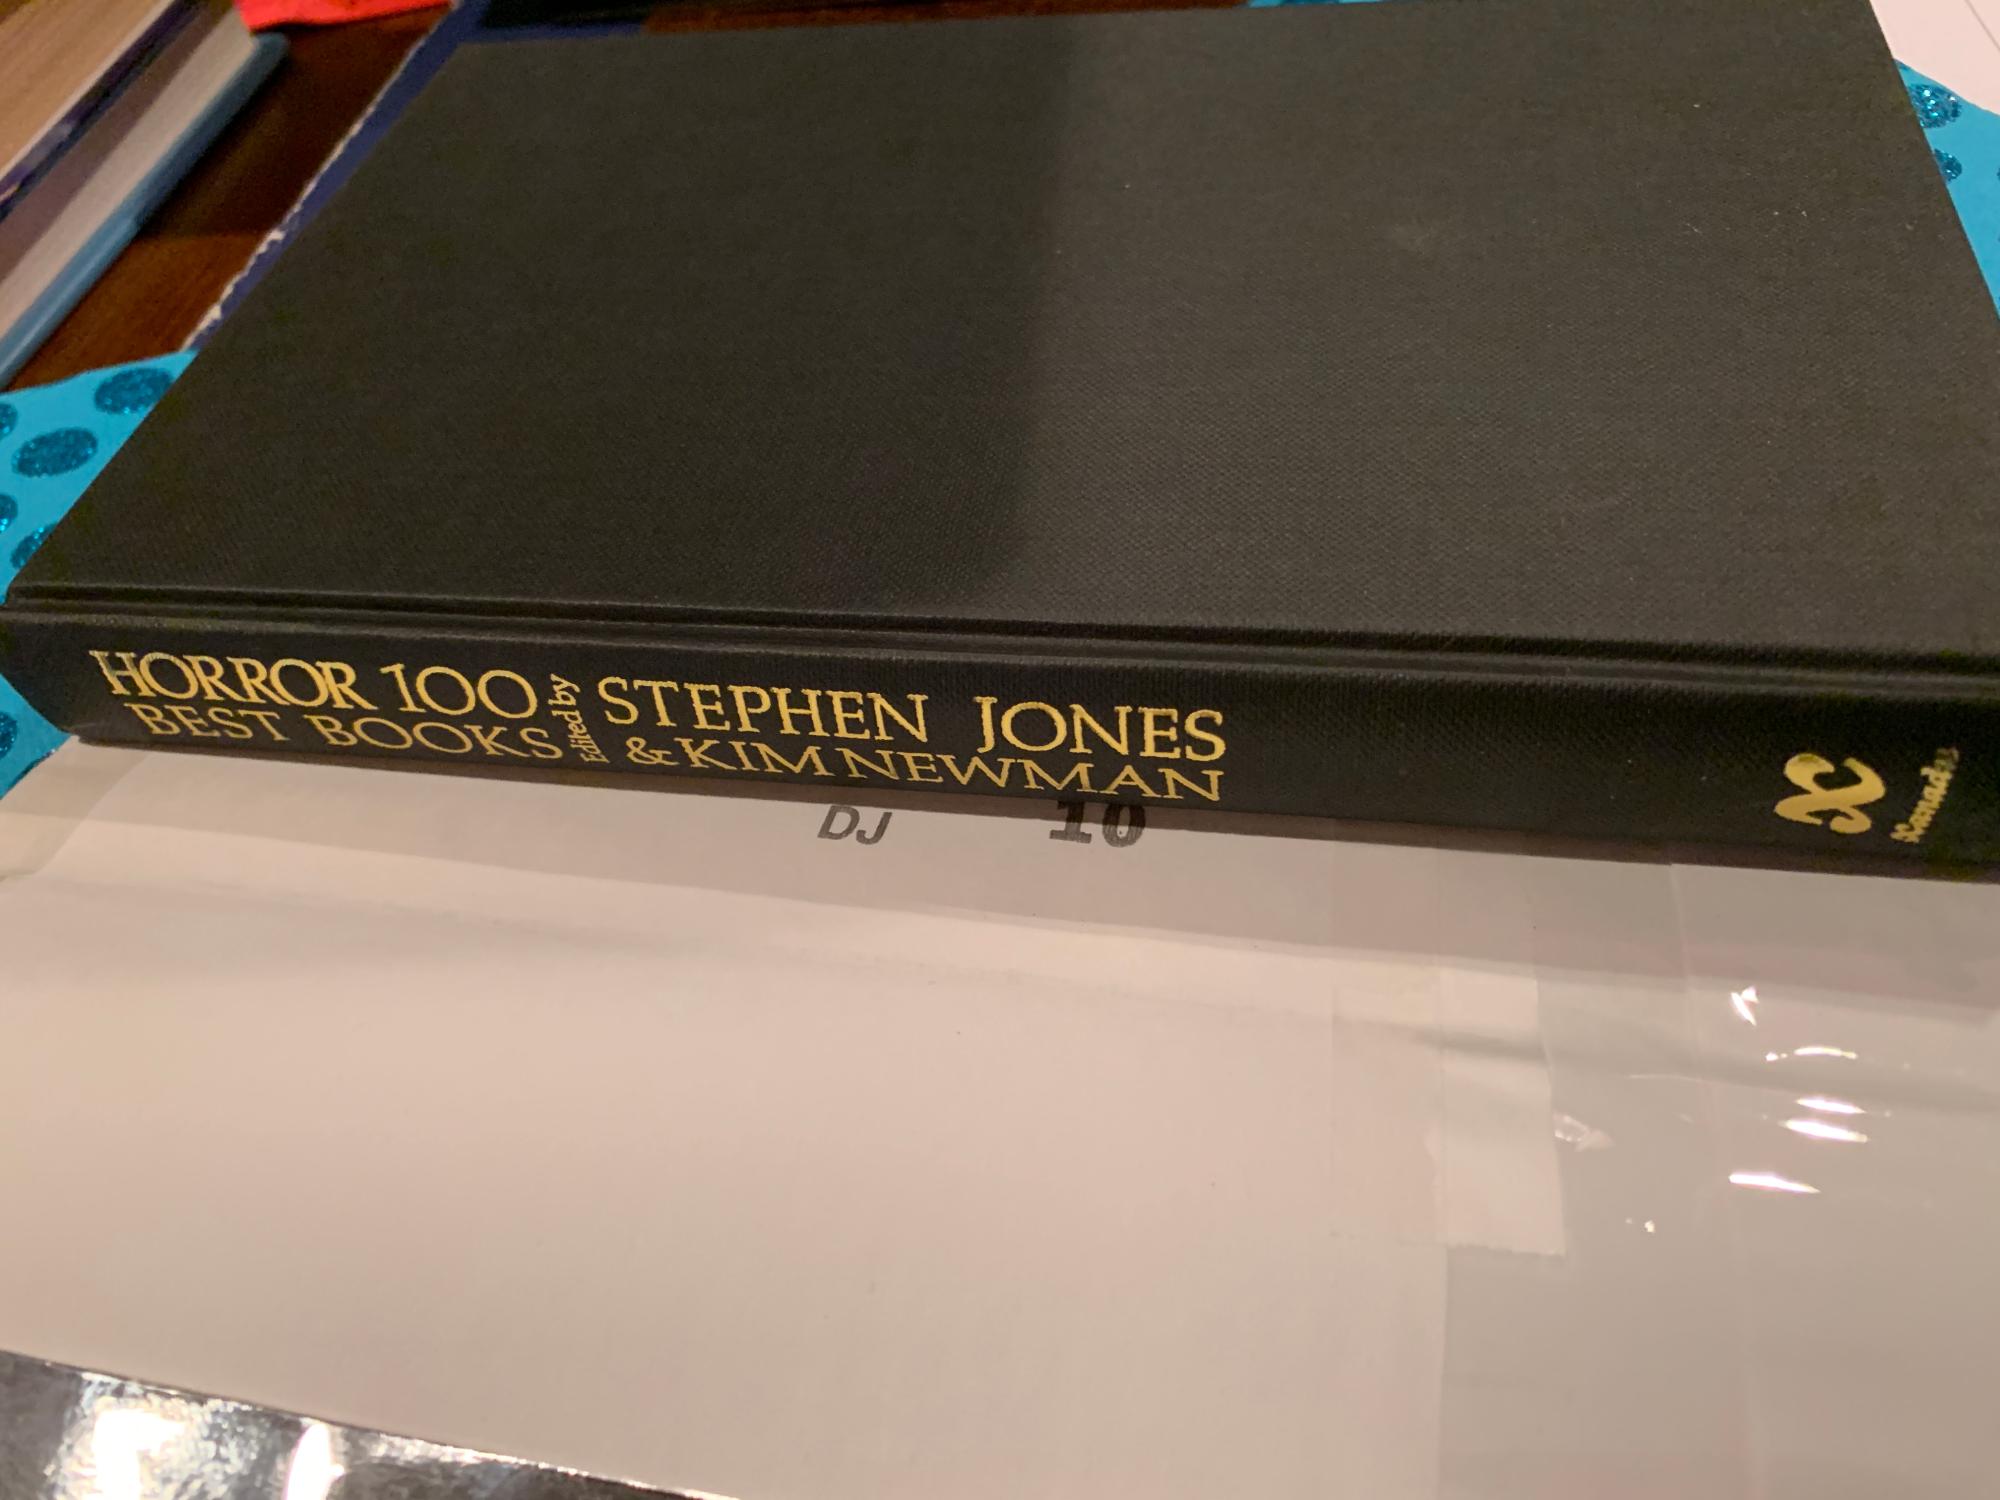 HORROR 100
BEST BOOKS
Edited by
STEPHEN JONES
& KIM NEWMAN
X
Xanadu
DJ 10